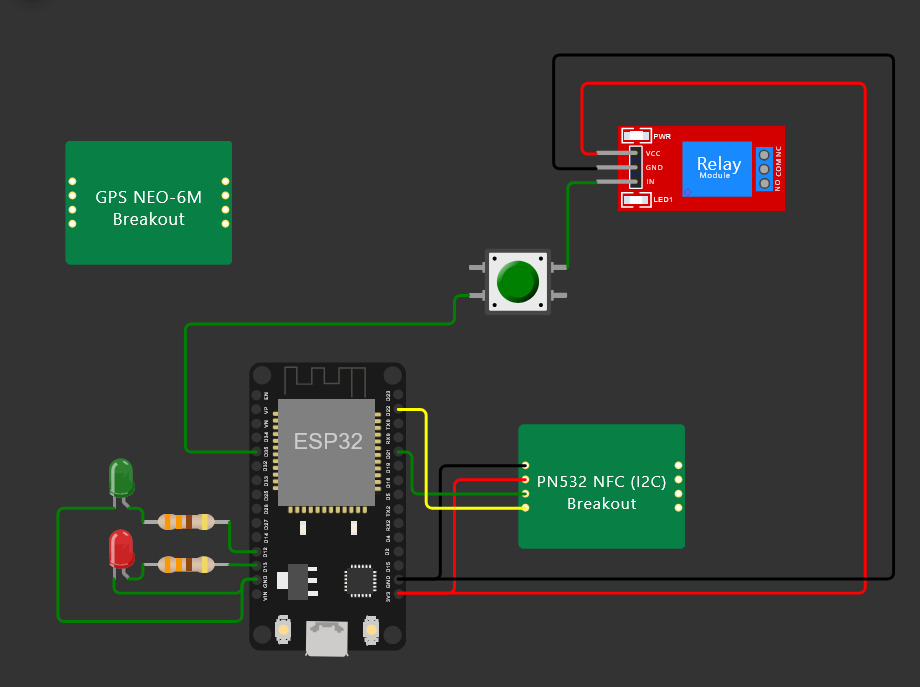 PWR
VCC
GND
IN
LED1
Relay
Module
NO COM NC
GPS NEO-6M
Breakout
ESP32
EN
VP
VN
D34
D35
D32
D33
D25
D26
D27
D14
D12
D13
GND
VIN
D23
D22
TX0
RX0
D21
D19
D18
D5
TX2
RX2
D4
D2
D15
GND
3V3
PN532 NFC (I2C)
Breakout